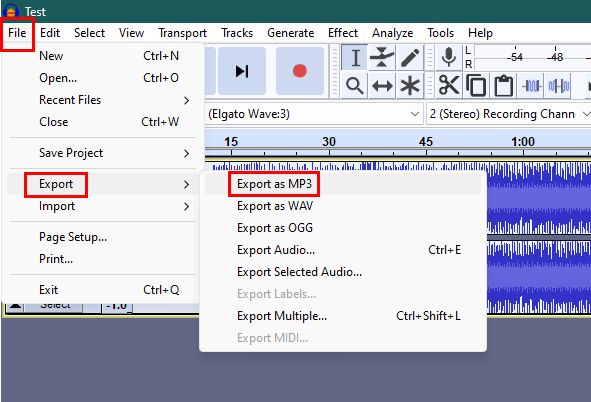 Test
File Edit Select View Transport Tracks Generate Effect Analyze Tools Help
New Ctrl+N
Open... Ctrl+O
Recent Files
Close Ctrl+W
Save Project
Export
Import
Page Setup...
Print...
Exit Ctrl+Q
L
R
-54 -48
(Elgato Wave:3) 2 (Stereo) Recording Chann
15 30 45 1:00
Export as MP3
Export as WAV
Export as OGG
Export Audio... Ctrl+E
Export Selected Audio...
Export Labels...
Export Multiple... Ctrl+Shift+L
Export MIDI...
Select -1.0